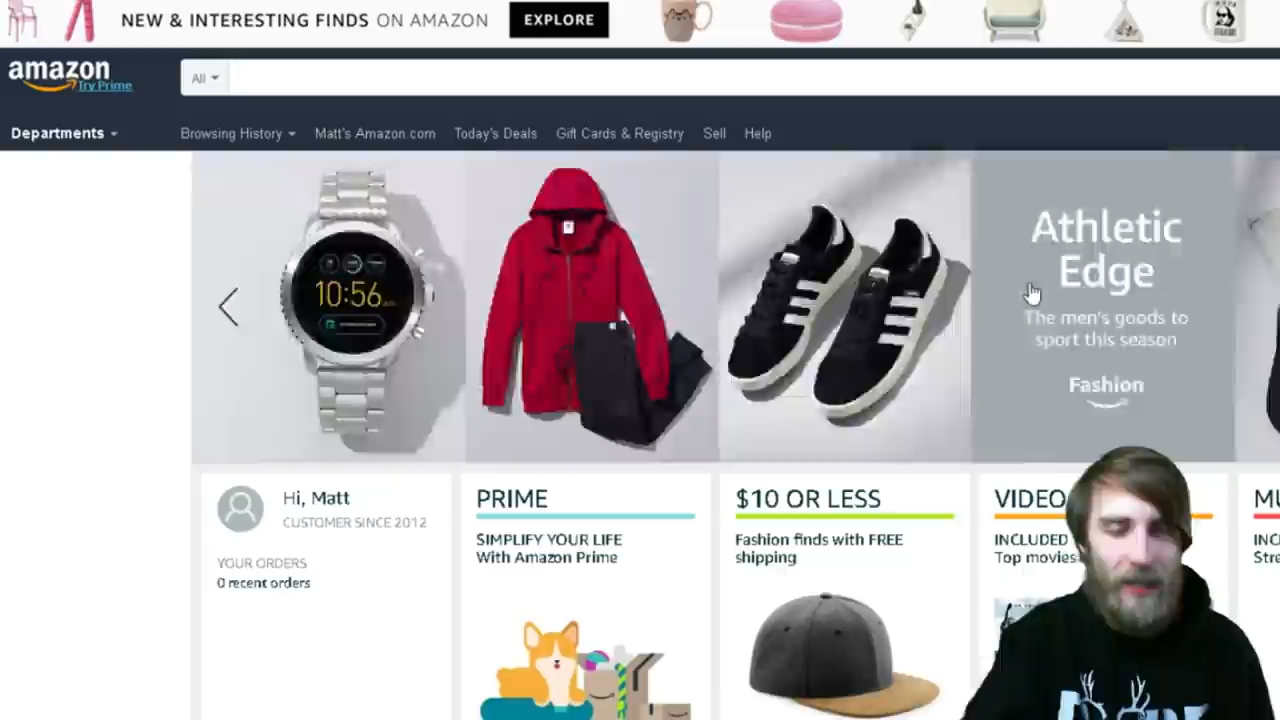 NEW & INTERESTING FINDS ON AMAZON
EXPLORE
amazon
Try Prime
All
Departments
Browsing History
Matt's Amazon.com
Today's Deals
Gift Cards & Registry
Sell
Help
10:56
Athletic
Edge
The men's goods to
sport this season
Fashion
Hi, Matt
CUSTOMER SINCE 2012
YOUR ORDERS
0 recent orders
PRIME
SIMPLIFY YOUR LIFE
With Amazon Prime
$10 OR LESS
Fashion finds with FREE
shipping
VIDEO
INCLUDED
Top movies